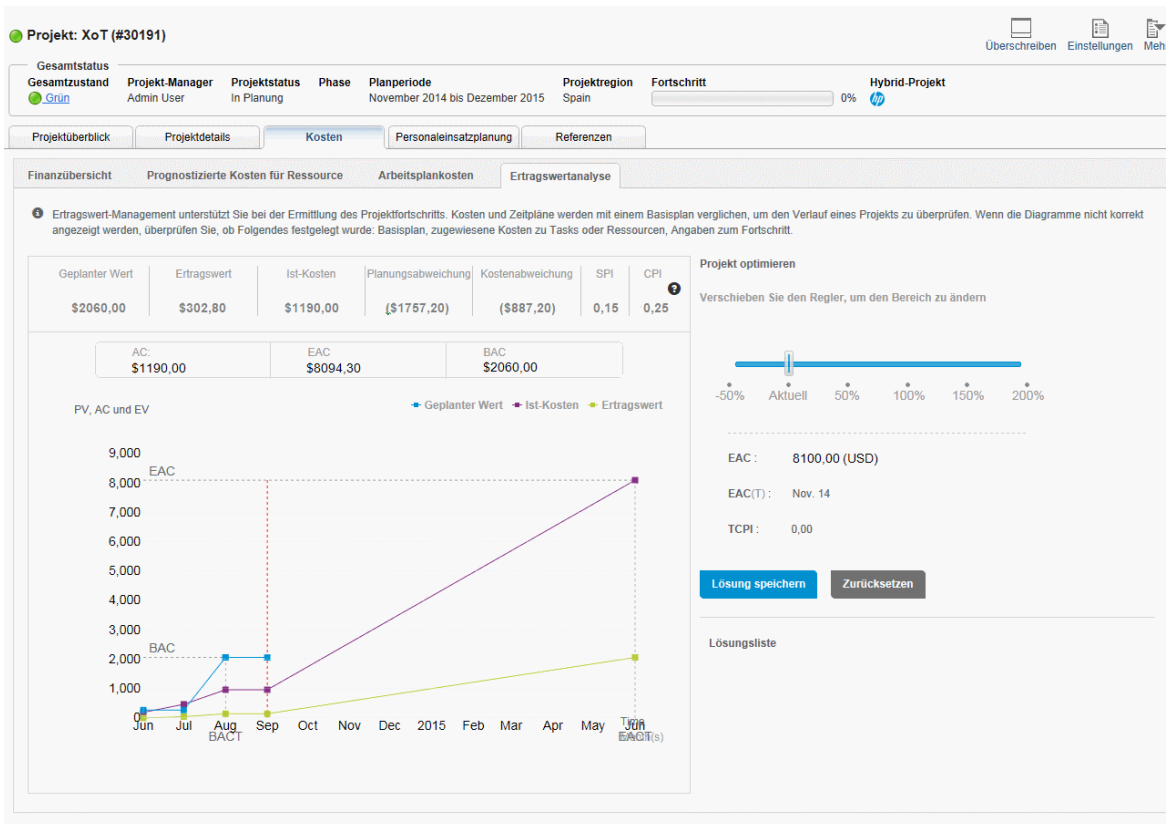 Projekt: XoT (#30191)
Überschreiben Einstellungen Meh
Gesamtstatus
Gesamtzustand Projekt-Manager Projektstatus Phase Planperiode Projektregion Fortschritt Hybrid-Projekt
Grün Admin User In Planung November 2014 bis Dezember 2015 Spain 0% hp
Projektüberblick Projektdetails Kosten Personaleinsatzplanung Referenzen
Finanzübersicht Prognostizierte Kosten für Ressource Arbeitsplankosten Ertragswertanalyse
Ertragswert-Management unterstützt Sie bei der Ermittlung des Projektfortschritts. Kosten und Zeitpläne werden mit einem Basisplan verglichen, um den Verlauf eines Projekts zu überprüfen. Wenn die Diagramme nicht korrekt
angezeigt werden, überprüfen Sie, ob Folgendes festgelegt wurde: Basisplan, zugewiesene Kosten zu Tasks oder Ressourcen, Angaben zum Fortschritt.
Geplanter Wert Ertragswert Ist-Kosten Planungsabweichung Kostenabweichung SPI CPI
$2060,00 $302,80 $1190,00 ($1757,20) ($887,20) 0,15 0,25
AC: EAC BAC
$1190,00 $8094,30 $2060,00
PV, AC und EV
Geplanter Wert Ist-Kosten Ertragswert
9,000
EAC
8,000
7,000
6,000
5,000
4,000
3,000
BAC
2,000
1,000
0
Jun Jul Aug Sep Oct Nov Dec 2015 Feb Mar Apr May Jun
BACT EACT
Projekt optimieren
Verschieben Sie den Regler, um den Bereich zu ändern
-50% Aktuell 50% 100% 150% 200%
EAC : 8100,00 (USD)
EAC(T) : Nov. 14
TCPI : 0,00
Lösung speichern Zurücksetzen
Lösungsliste